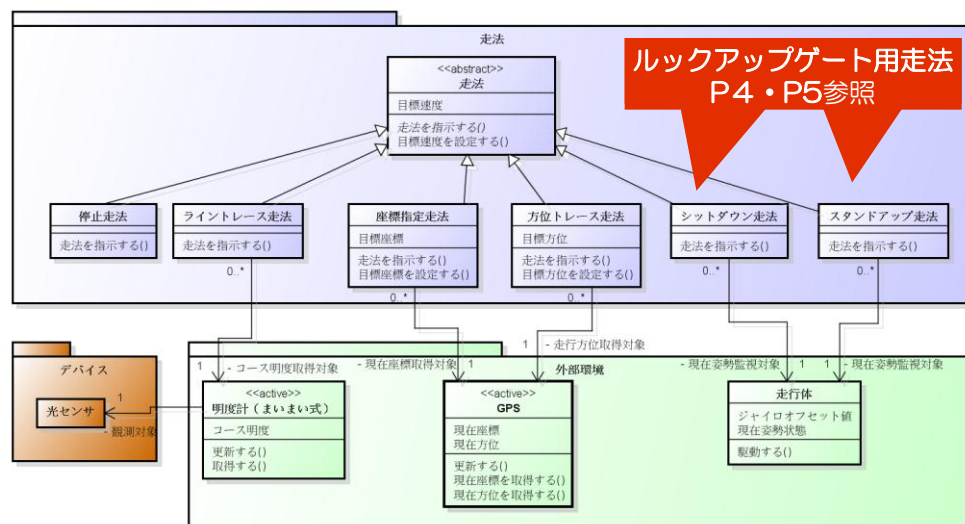 走法
<<abstract>>
走法
目標速度
走法を指示する()
目標速度を設定する()
ルックアップゲート用走法
P4・P5参照
停止走法
走法を指示する()
ライントレース走法
走法を指示する()
座標指定走法
目標座標
走法を指示する()
目標座標を設定する()
方位トレース走法
目標方位
走法を指示する()
目標方位を設定する()
シットダウン走法
走法を指示する()
スタンドアップ走法
走法を指示する()
0..*
0..*
0..*
0..*
0..*
1
- コース明度取得対象
- 現在座標取得対象
1
1
- 走行方位取得対象
- 現在姿勢監視対象
1
1
- 現在姿勢監視対象
デバイス
光センサ
1
- 観測対象
外部環境
<<active>>
明度計（まいまい式）
コース明度
更新する()
取得する()
<<active>>
GPS
現在座標
現在方位
更新する()
現在座標を取得する()
現在方位を取得する()
走行体
ジャイロオフセット値
現在姿勢状態
駆動する()